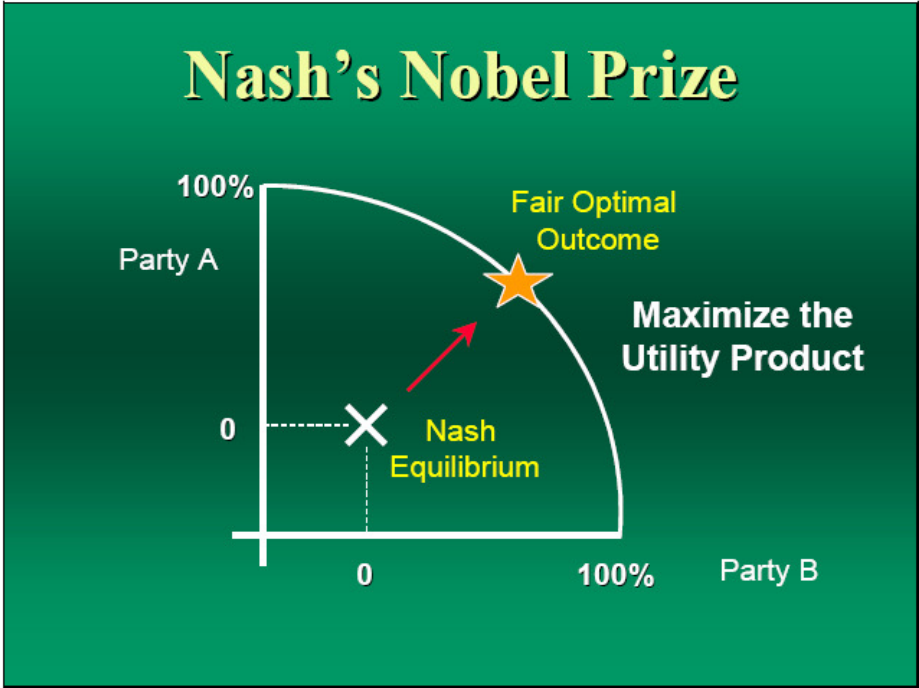 Nash's Nobel Prize
100%
Fair Optimal
Outcome
Party A
Maximize the
Utility Product
0
Nash
Equilibrium
0
100%
Party B